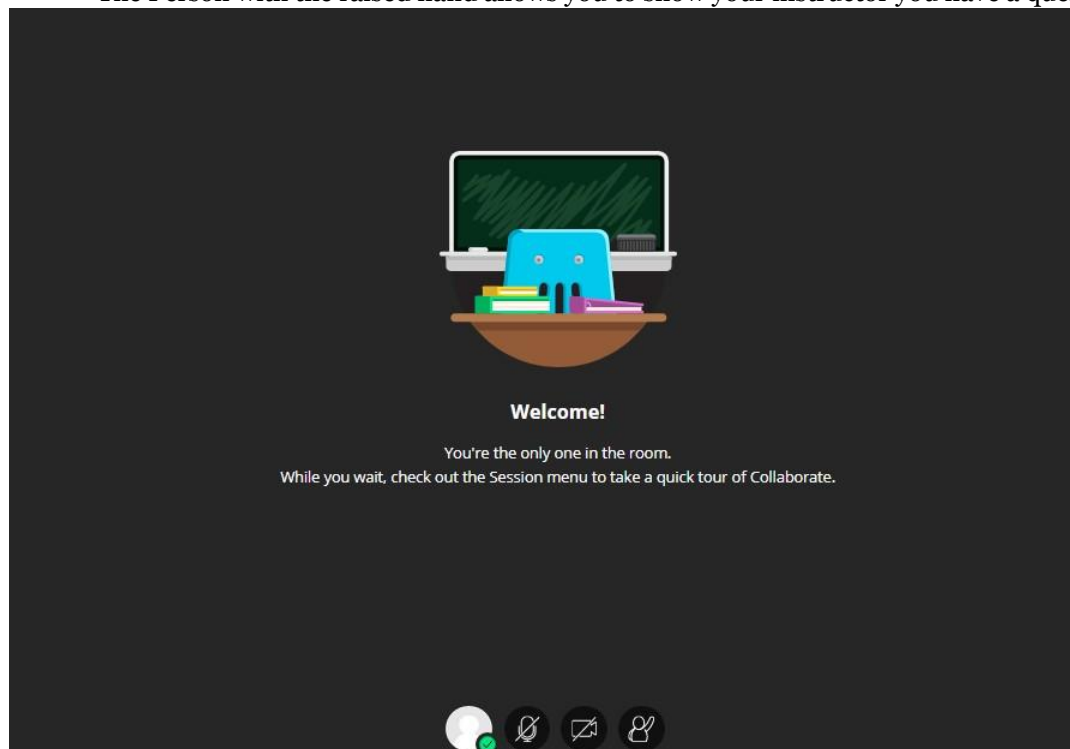 The Person with the raised hand allows you to show your instructor you have a
Welcome!
You're the only one in the room.
While you wait, check out the Session menu to take a quick tour of Collaborate.